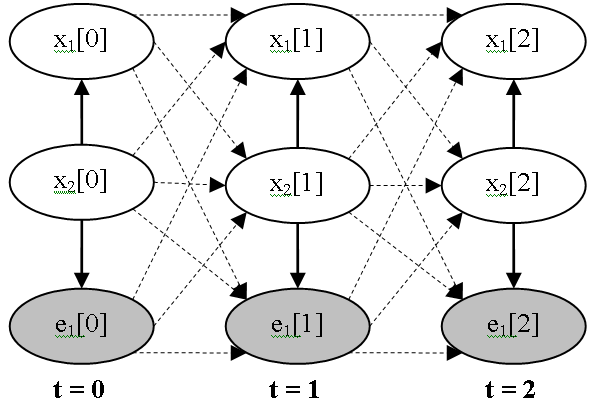 x₁[0] x₁[1] x₁[2]
x₂[0] x₂[1] x₂[2]
e₁[0] e₁[1] e₁[2]
t = 0 t = 1 t = 2